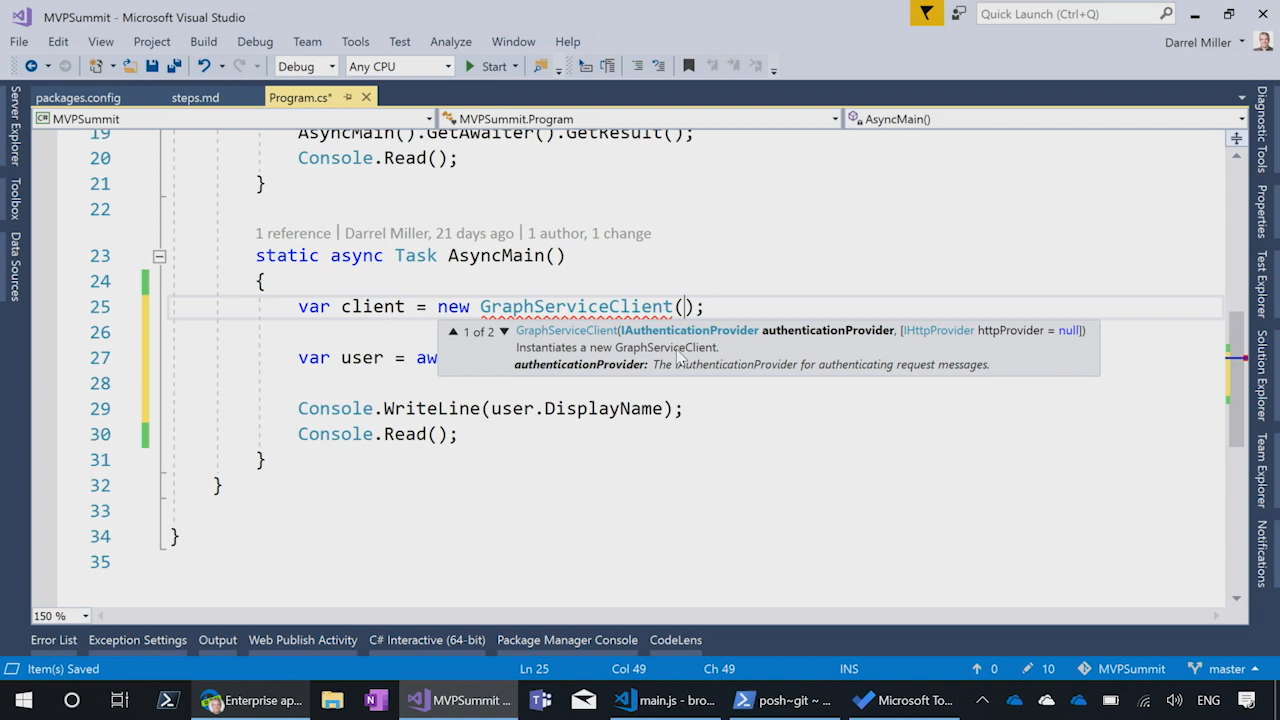 MVPSummit - Microsoft Visual Studio
Quick Launch (Ctrl+Q)
File Edit View Project Build Debug Team Tools Test Analyze Window Help
Darrel Miller
Debug Any CPU Start
packages.config steps.md Program.cs*
MVPSummit MVPSummit.Program AsyncMain()
19 AsyncMain().GetAwaiter().GetResult();
20 Console.Read();
21 }
22
1 reference | Darrel Miller, 21 days ago | 1 author, 1 change
23 static async Task AsyncMain()
24 {
25 var client = new GraphServiceClient();
26 1 of 2 GraphServiceClient(IAuthenticationProvider authenticationProvider, [IHttpProvider httpProvider = null])
Instantiates a new GraphServiceClient.
27 var user = aw
authenticationProvider: The IAuthenticationProvider for authenticating request messages.
28
29 Console.WriteLine(user.DisplayName);
30 Console.Read();
31 }
32 }
33
34 }
35
150 %
Server Explorer
Toolbox
Data Sources
Diagnostic Tools
Properties
Test Explorer
Solution Explorer
Team Explorer
Notifications
Error List Exception Settings Output Web Publish Activity C# Interactive (64-bit) Package Manager Console CodeLens
Item(s) Saved Ln 25 Col 49 Ch 49 INS 0 10 MVPSummit master
Enterprise ap... MVPSummit ... main.js - bro... posh~git ~ ... Microsoft To... ENG